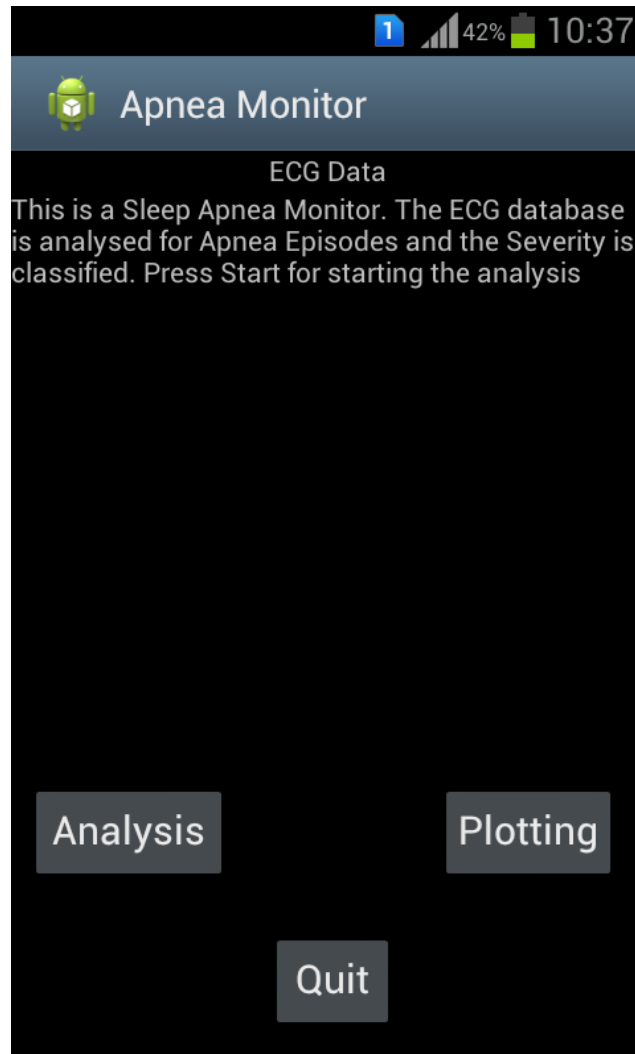 1 42% 10:37
Apnea Monitor
ECG Data
This is a Sleep Apnea Monitor. The ECG database
is analysed for Apnea Episodes and the Severity is
classified. Press Start for starting the analysis
Analysis Plotting
Quit